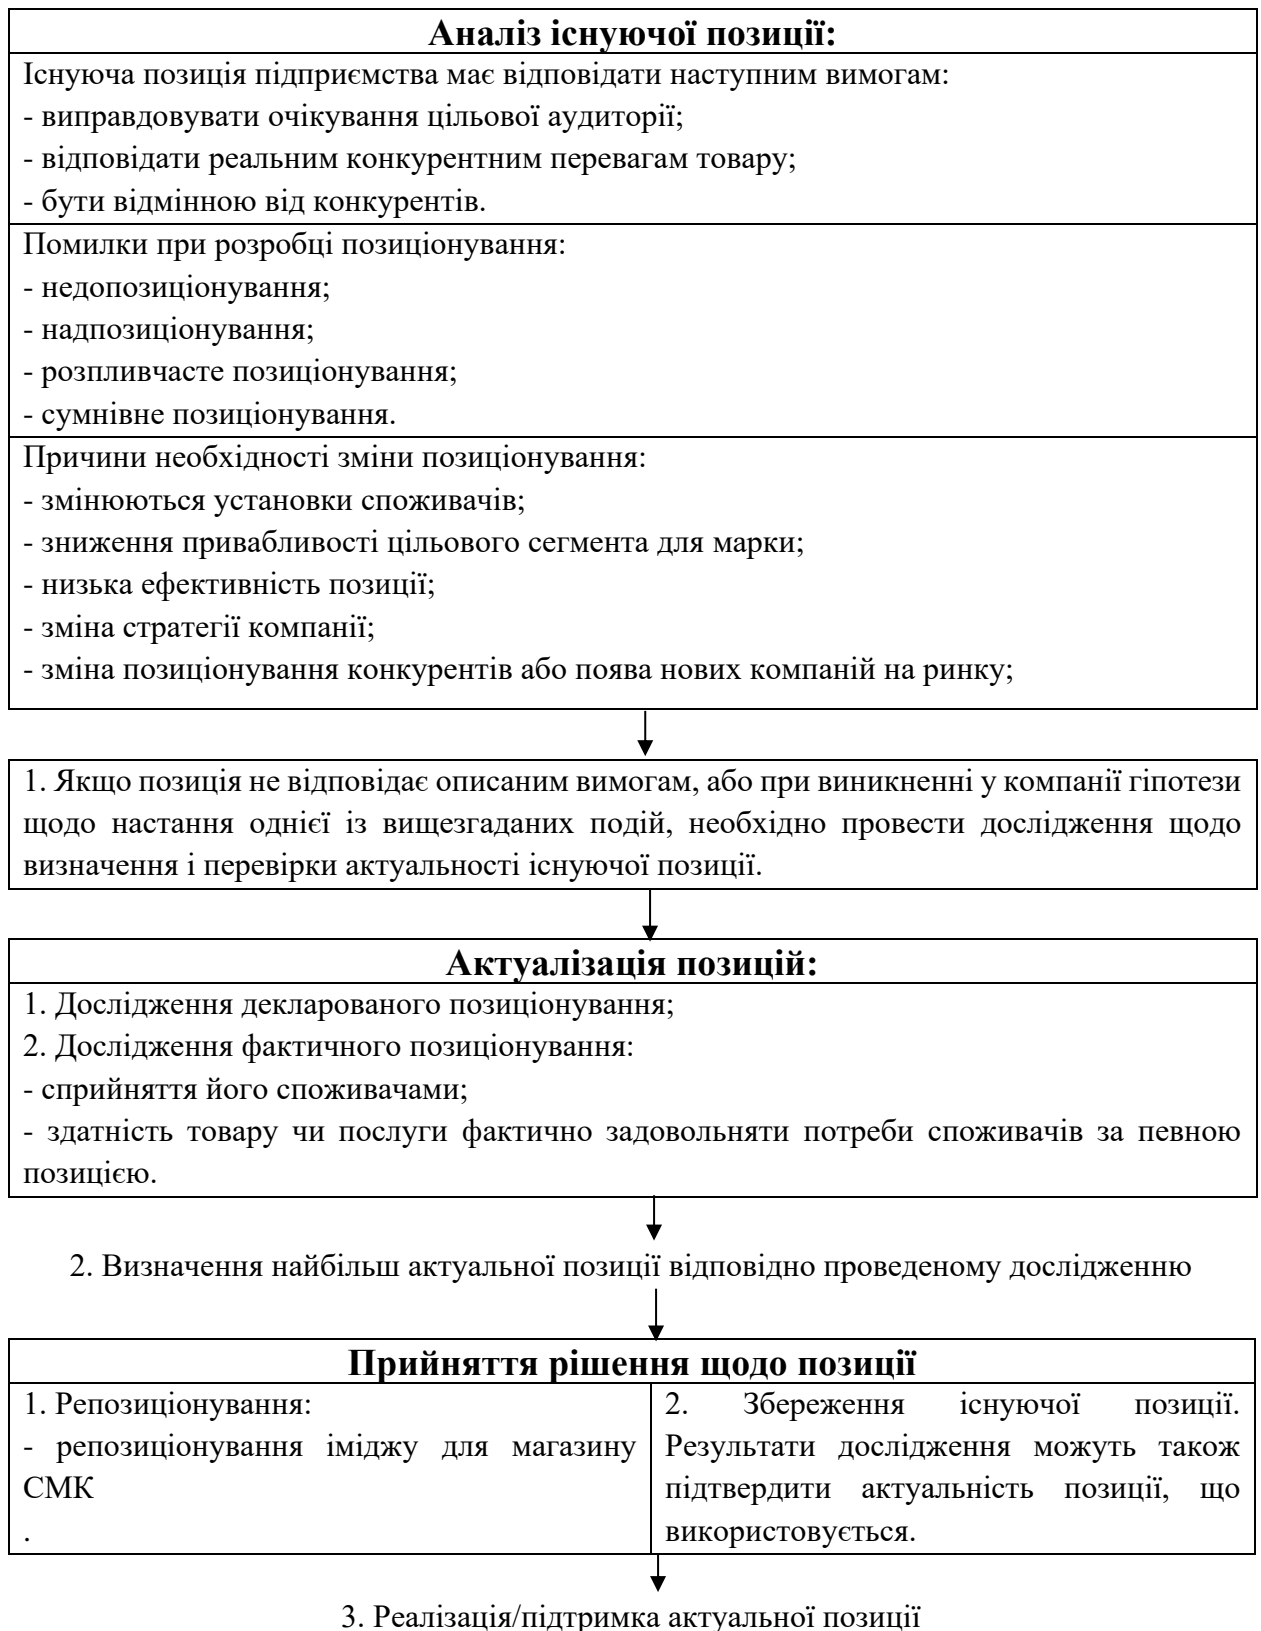 Аналіз існуючої позиції:
Існуюча позиція підприємства має відповідати наступним вимогам:
- виправдовувати очікування цільової аудиторії;
- відповідати реальним конкурентним перевагам товару;
- бути відмінною від конкурентів.
Помилки при розробці позиціонування:
- недопозиціонування;
- надпозиціонування;
- розпливчасте позиціонування;
- сумнівне позиціонування.
Причини необхідності зміни позиціонування:
- змінюються установки споживачів;
- зниження привабливості цільового сегмента для марки;
- низька ефективність позиції;
- зміна стратегії компанії;
- зміна позиціонування конкурентів або поява нових компаній на ринку;
1. Якщо позиція не відповідає описаним вимогам, або при виникненні у компанії гіпотези
щодо настання однієї із вищезгаданих подій, необхідно провести дослідження щодо
визначення і перевірки актуальності існуючої позиції.
Актуалізація позицій:
1. Дослідження декларованого позиціонування;
2. Дослідження фактичного позиціонування:
- сприйняття його споживачами;
- здатність товару чи послуги фактично задовольняти потреби споживачів за певною
позицією.
2. Визначення найбільш актуальної позиції відповідно проведеному дослідженню
Прийняття рішення щодо позиції
1. Репозиціонування:
- репозиціонування іміджу для магазину
СМК
.
2. Збереження існуючої позиції.
Результати дослідження можуть також
підтвердити актуальність позиції, що
використовується.
3. Реалізація/підтримка актуальної позиції